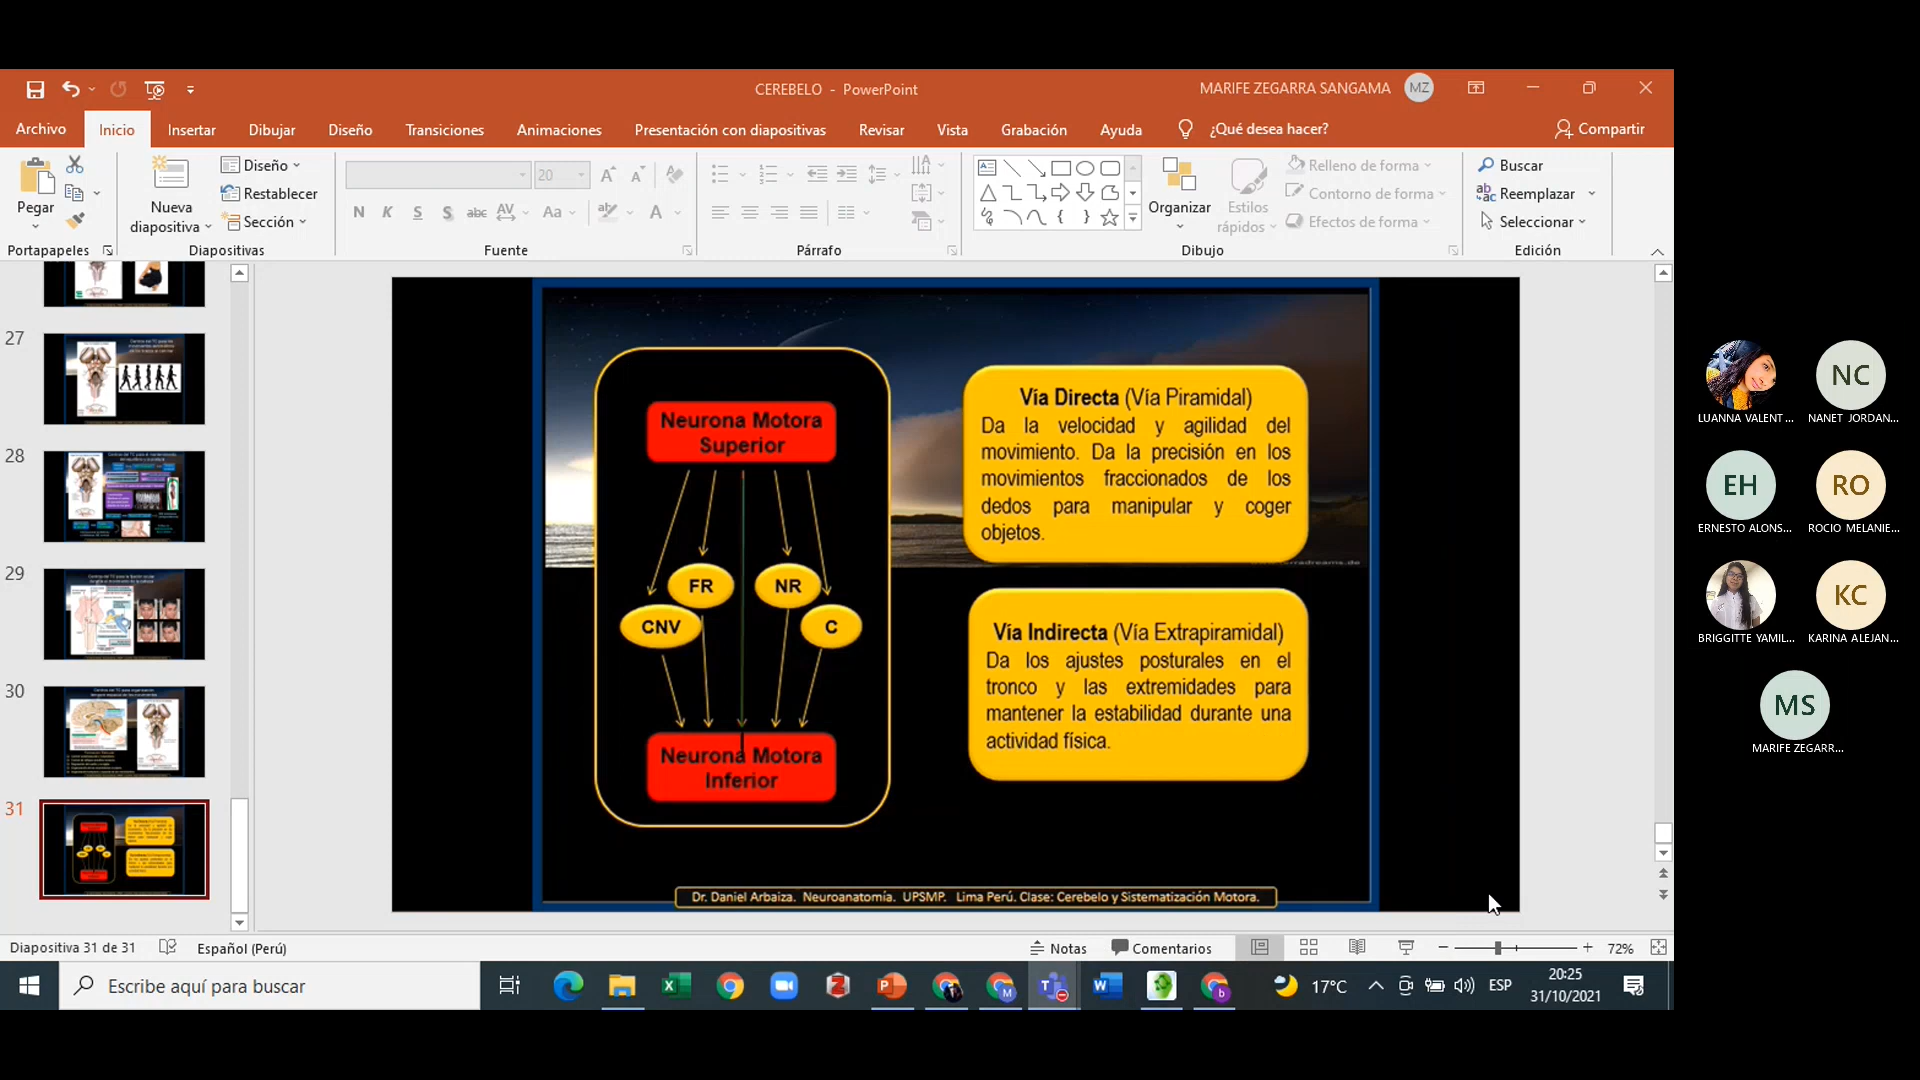 CEREBELO - PowerPoint
MARIFE ZEGARRA SANGAMA
MZ
Archivo
Inicio
Insertar
Dibujar
Diseño
Transiciones
Animaciones
Presentación con diapositivas
Revisar
Vista
Grabación
Ayuda
¿Qué desea hacer?
Compartir
Pegar
Portapapeles
Nueva
diapositiva
Diseño
Restablecer
Sección
Diapositivas
20
N K S S abc AV Aa A
Fuente
Párrafo
Organizar
Estilos
rápidos
Relleno de forma
Contorno de forma
Efectos de forma
Dibujo
Buscar
Reemplazar
Seleccionar
Edición
27
28
29
30
31
Neurona Motora
Superior
FR
NR
CNV
C
Neurona Motora
Inferior
Vía Directa (Vía Piramidal)
Da la velocidad y agilidad del
movimiento. Da la precisión en los
movimientos fraccionados de los
dedos para manipular y coger
objetos.
Vía Indirecta (Vía Extrapiramidal)
Da los ajustes posturales en el
tronco y las extremidades para
mantener la estabilidad durante una
actividad física.
Dr. Daniel Arbaiza. Neuroanatomía. UPSMP. Lima Perú. Clase: Cerebelo y Sistematización Motora.
LUANNA VALENT...
NC
NANET JORDAN...
EH
ERNESTO ALONS...
RO
ROCIO MELANIE...
BRIGGITTE YAMIL...
KC
KARINA ALEJAN...
MS
MARIFE ZEGARR...
Diapositiva 31 de 31
Español (Perú)
Notas
Comentarios
72%
Escribe aquí para buscar
17°C
ESP
20:25
31/10/2021